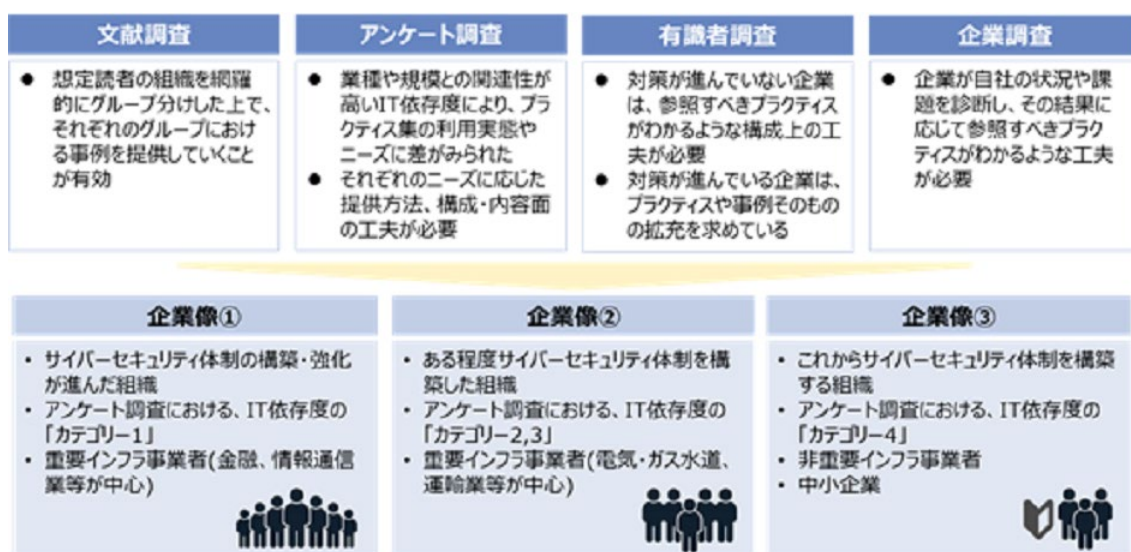 文献調査
● 想定読者の組織を網羅
的にグループ分けした上で、
それぞれのグループにおけ
る事例を提供していくこと
が有効
アンケート調査
● 業種や規模との関連性が
高いIT依存度により、プラ
クティス集の利用実態や
ニーズに差がみられた
● それぞれのニーズに応じた
提供方法、構成・内容面
の工夫が必要
有識者調査
● 対策が進んでいない企業
は、参照すべきプラクティス
がわかるような構成上の工
夫が必要
● 対策が進んでいる企業は、
プラクティスや事例そのもの
の拡充を求めている
企業調査
● 企業が自社の状況や課
題を診断し、その結果に
応じて参照すべきプラク
ティスがわかるような工夫
が必要
企業像①
• サイバーセキュリティ体制の構築・強化
が進んだ組織
• アンケート調査における、IT依存度の
「カテゴリー1」
• 重要インフラ事業者(金融、情報通信
業等が中心)
企業像②
• ある程度サイバーセキュリティ体制を構
築した組織
• アンケート調査における、IT依存度の
「カテゴリー2,3」
• 重要インフラ事業者(電気・ガス水道、
運輸業等が中心)
企業像③
• これからサイバーセキュリティ体制を構築
する組織
• アンケート調査における、IT依存度の
「カテゴリー4」
• 非重要インフラ事業者
• 中小企業